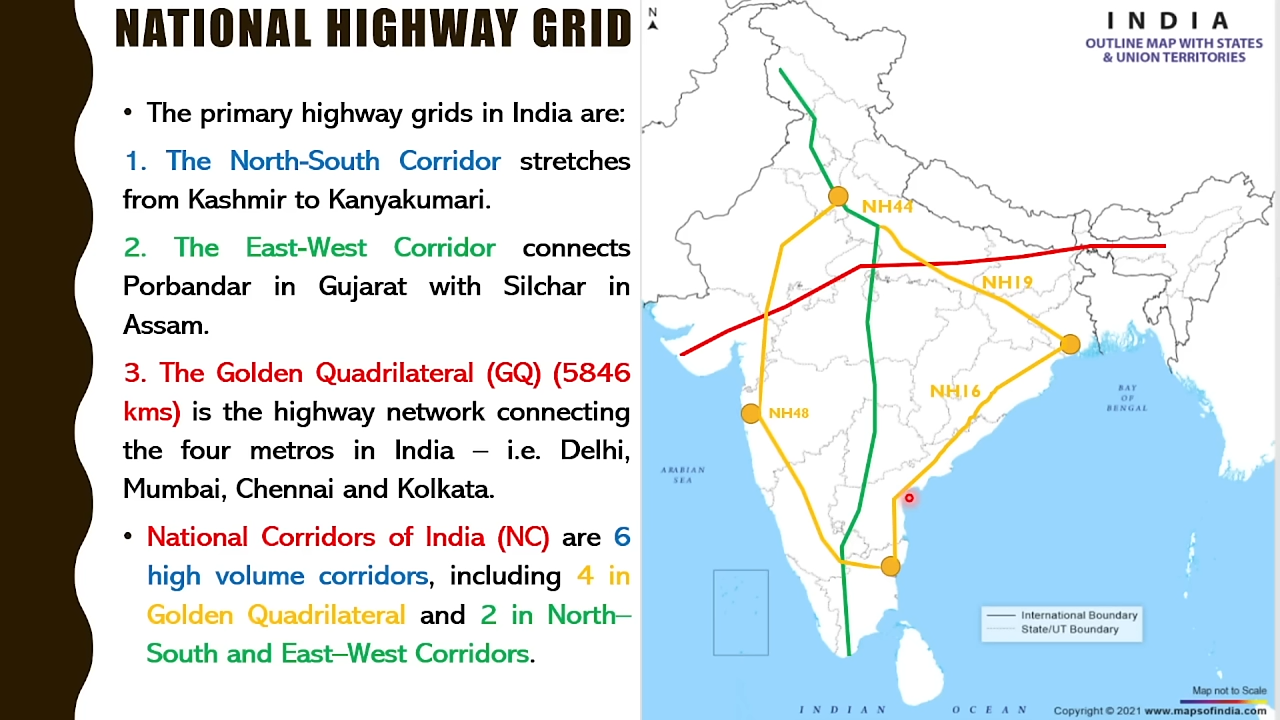 NATIONAL HIGHWAY GRID
• The primary highway grids in India are:
1. The North-South Corridor stretches
from Kashmir to Kanyakumari.
2. The East-West Corridor connects
Porbandar in Gujarat with Silchar in
Assam.
3. The Golden Quadrilateral (GQ) (5846
kms) is the highway network connecting
the four metros in India – i.e. Delhi,
Mumbai, Chennai and Kolkata.
• National Corridors of India (NC) are 6
high volume corridors, including 4 in
Golden Quadrilateral and 2 in North–
South and East–West Corridors.
N
INDIA
OUTLINE MAP WITH STATES
& UNION TERRITORIES
NH44
NH19
NH16
NH48
BAY
OF
BENGAL
ARABIAN
SEA
International Boundary
State/UT Boundary
Map not to Scale
INDIAN OCEAN
Copyright © 2021 www.mapsofindia.com